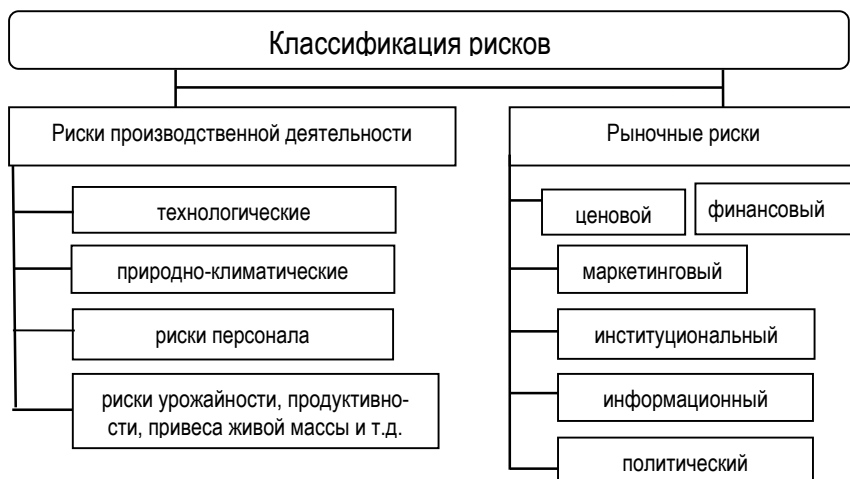 Классификация рисков
Риски производственной деятельности
технологические
природно-климатические
риски персонала
риски урожайности, продуктивно-
сти, привеса живой массы и т.д.
Рыночные риски
ценовой
финансовый
маркетинговый
институциональный
информационный
политический